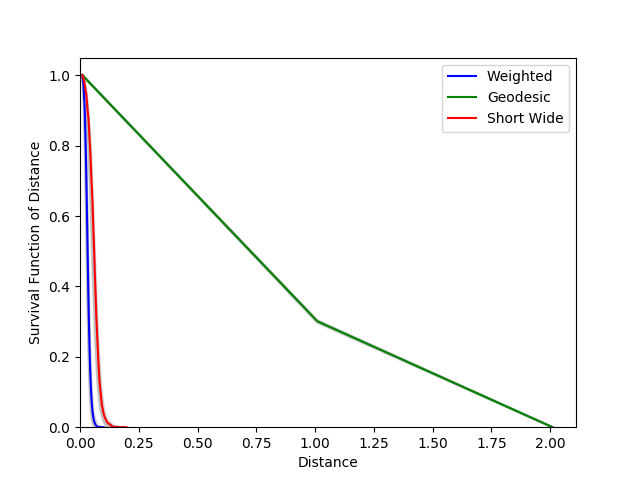 Weighted
Geodesic
Short Wide
1.0
0.8
0.6
0.4
0.2
0.0
Survival Function of Distance
0.00 0.25 0.50 0.75 1.00 1.25 1.50 1.75 2.00
Distance